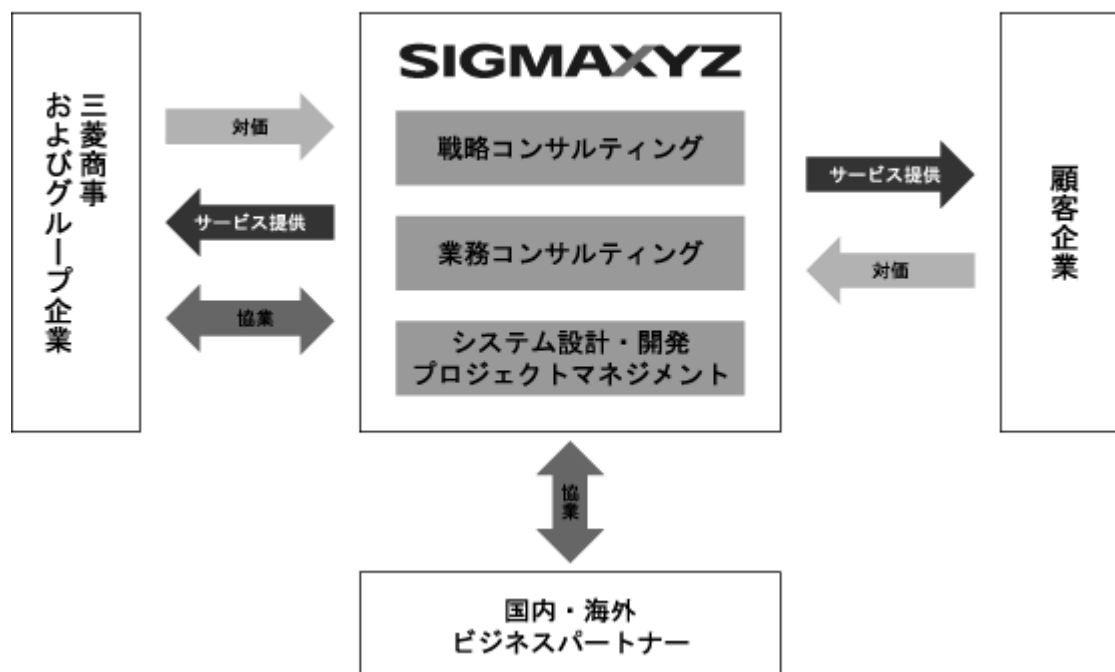 三菱商事
およびグループ企業
対価
サービス提供
協業
SIGMAXYZ
戦略コンサルティング
業務コンサルティング
システム設計・開発
プロジェクトマネジメント
サービス提供
対価
顧客企業
協業
国内・海外
ビジネスパートナー